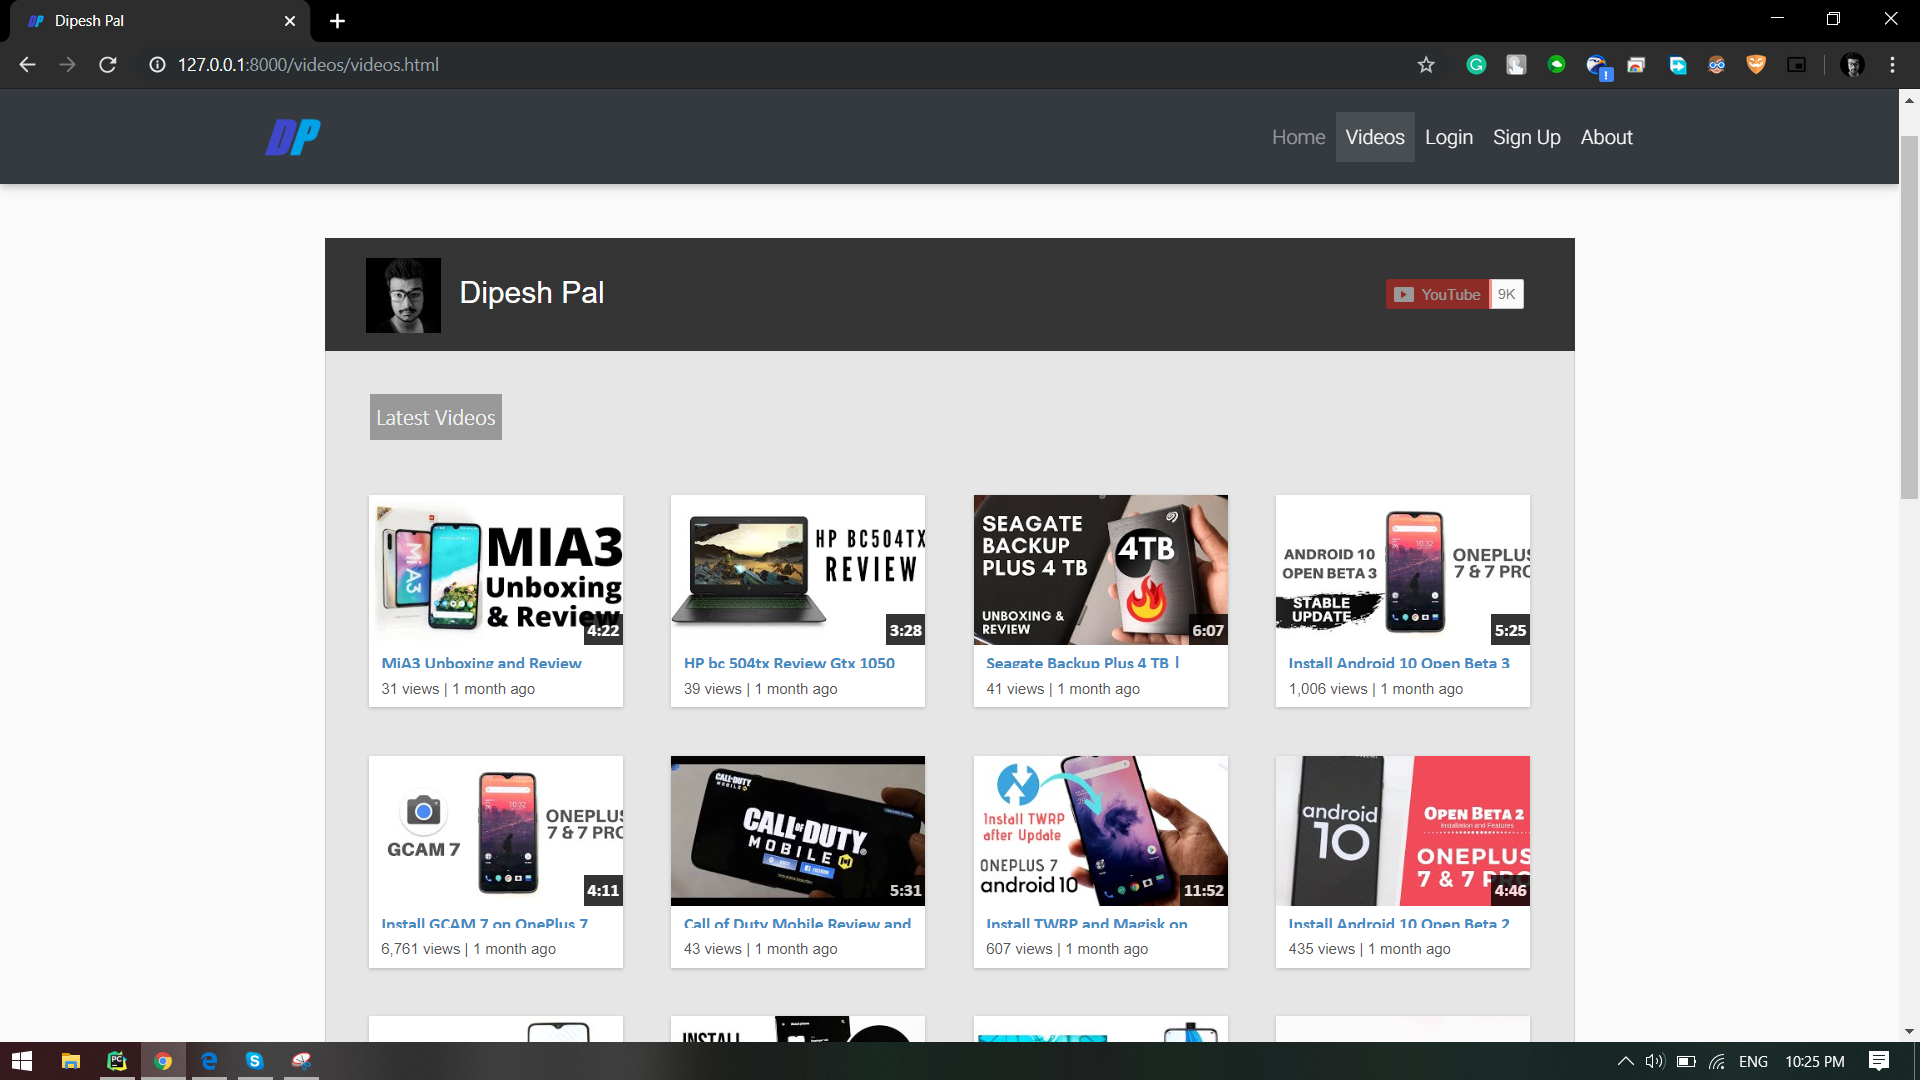 Dipesh Pal
127.0.0.1:8000/videos/videos.html
DP
Home Videos Login Sign Up About
Dipesh Pal
YouTube 9K
Latest Videos
MIA3
Unboxing
& Review
4:22
MiA3 Unboxing and Review
31 views | 1 month ago
HP BC504TX
REVIEW
3:28
HP bc 504tx Review Gtx 1050
39 views | 1 month ago
SEAGATE
BACKUP
PLUS 4 TB
4TB
UNBOXING &
REVIEW
6:07
Seagate Backup Plus 4 TB |
41 views | 1 month ago
ANDROID 10
OPEN BETA 3
ONEPLUS
7 & 7 PRO
STABLE
UPDATE
5:25
Install Android 10 Open Beta 3
1,006 views | 1 month ago
GCAM 7
ONEPLUS
7 & 7 PRO
4:11
Install GCAM 7 on OnePlus 7
6,761 views | 1 month ago
CALL OF DUTY
MOBILE
CALL OF DUTY
MOBILE
5:31
Call of Duty Mobile Review and
43 views | 1 month ago
Install TWRP
after Update
ONEPLUS 7
android 10
11:52
Install TWRP and Magisk on
607 views | 1 month ago
android
10
OPEN BETA 2
Installation and Features
ONEPLUS
7 & 7 PRO
4:46
Install Android 10 Open Beta 2
435 views | 1 month ago
INSTALL
ENG
10:25 PM